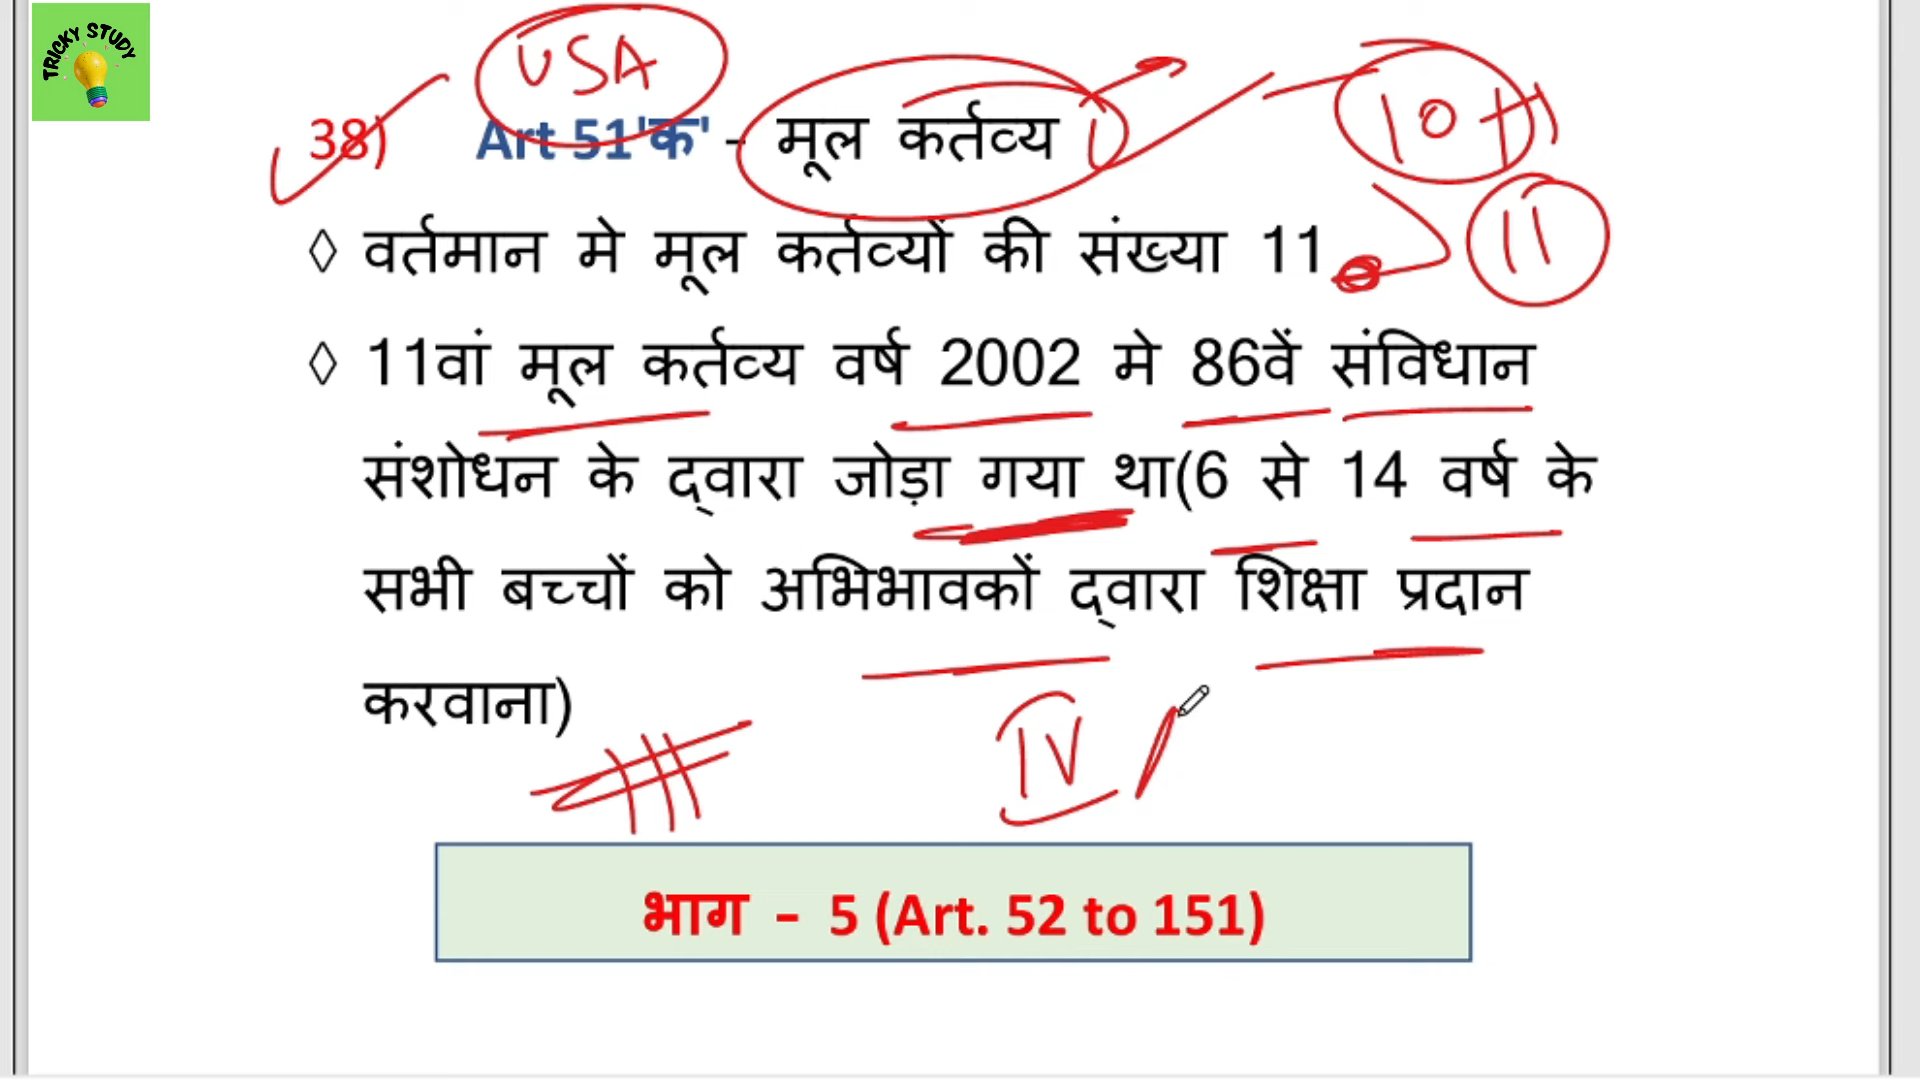 TRICKY STUDY
USA
38) Art 51'क' - मूल कर्तव्य
10+1
वर्तमान मे मूल कर्तव्यों की संख्या 11
11
11वां मूल कर्तव्य वर्ष 2002 मे 86वें संविधान
संशोधन के द्वारा जोड़ा गया था(6 से 14 वर्ष के
सभी बच्चों को अभिभावकों द्वारा शिक्षा प्रदान
करवाना)
IV
भाग - 5 (Art. 52 to 151)